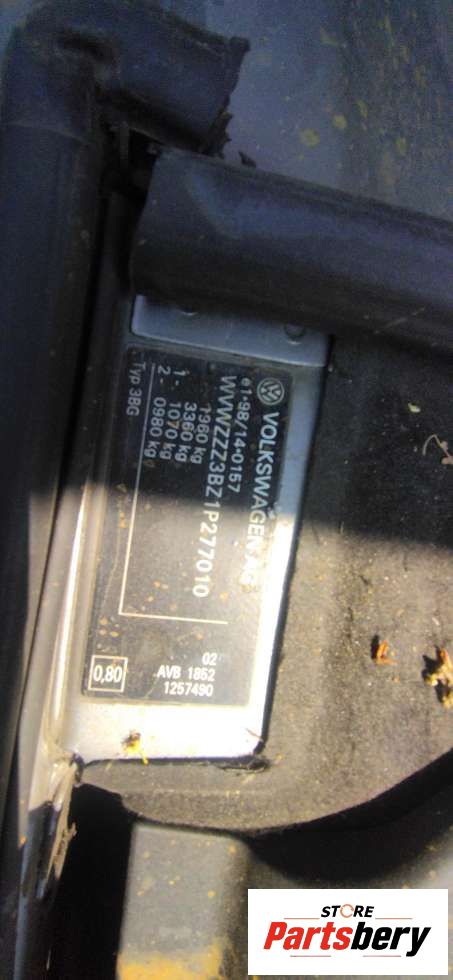 VOLKSWAGEN AG
e1*98/14*0157
WVWZZZ3BZ1P277010
1960 kg
3360 kg
1 - 1070 kg
2 - 0980 kg
Typ 3BG
02
AVB 1862
1257490
0,80
STORE
Partsbery